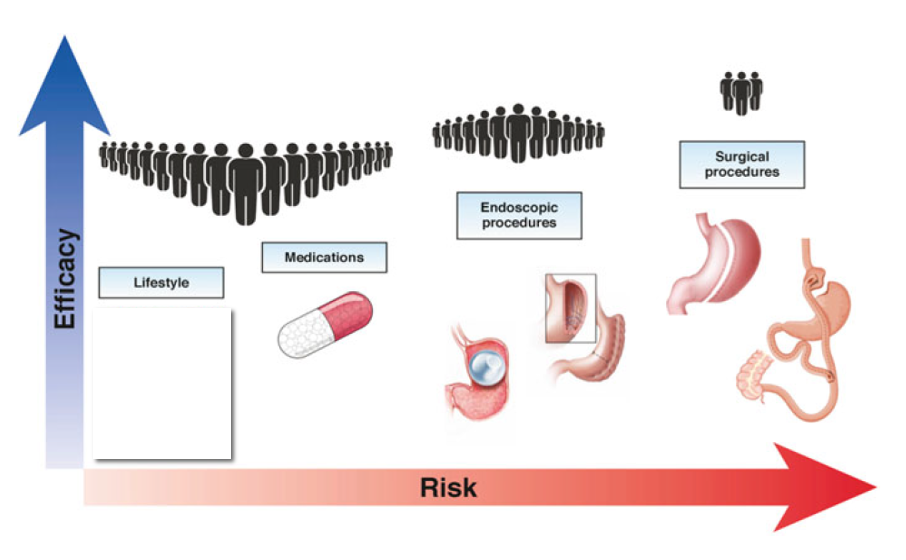 Surgical
procedures
Endoscopic
procedures
Medications
Lifestyle
Efficacy
Risk